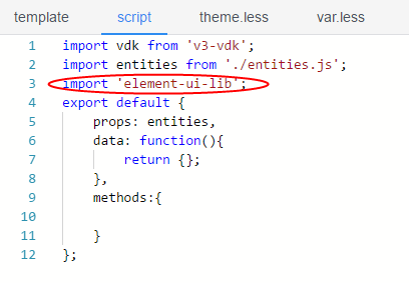 template script theme.less var.less
1 import vdk from 'v3-vdk';
2 import entities from './entities.js';
3 import 'element-ui-lib';
4 export default {
5 props: entities,
6 data: function(){
7 return {};
8 },
9 methods:{
10
11 }
12 };